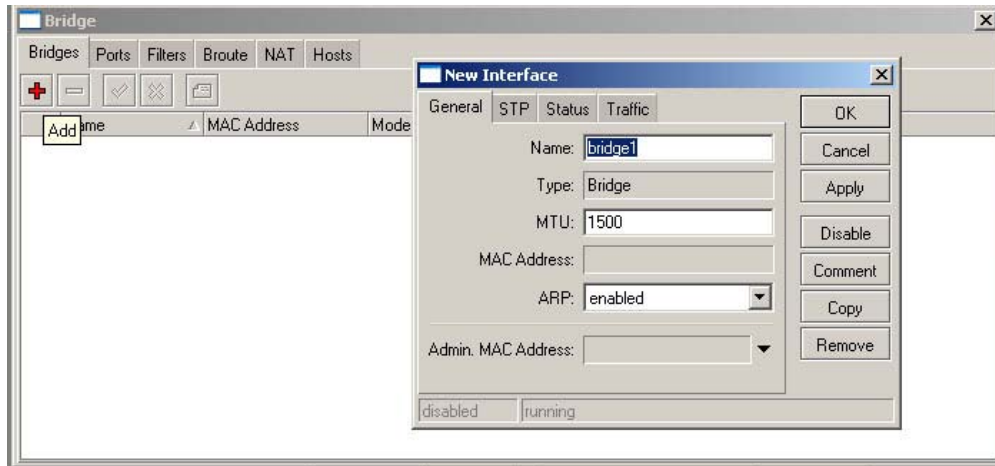 Bridge
Bridges Ports Filters Broute NAT Hosts
Add
ame MAC Address Mode
New Interface
General STP Status Traffic
Name: bridge1
Type: Bridge
MTU: 1500
MAC Address:
ARP: enabled
Admin. MAC Address:
disabled running
OK
Cancel
Apply
Disable
Comment
Copy
Remove